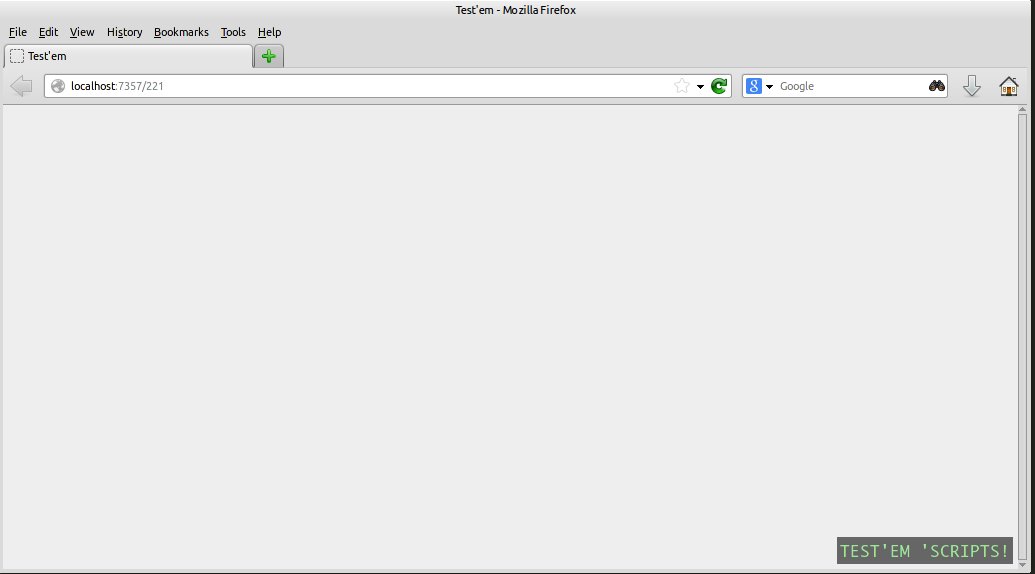 Test'em - Mozilla Firefox
File Edit View History Bookmarks Tools Help
Test'em
localhost:7357/221 8 Google
TEST'EM 'SCRIPTS!